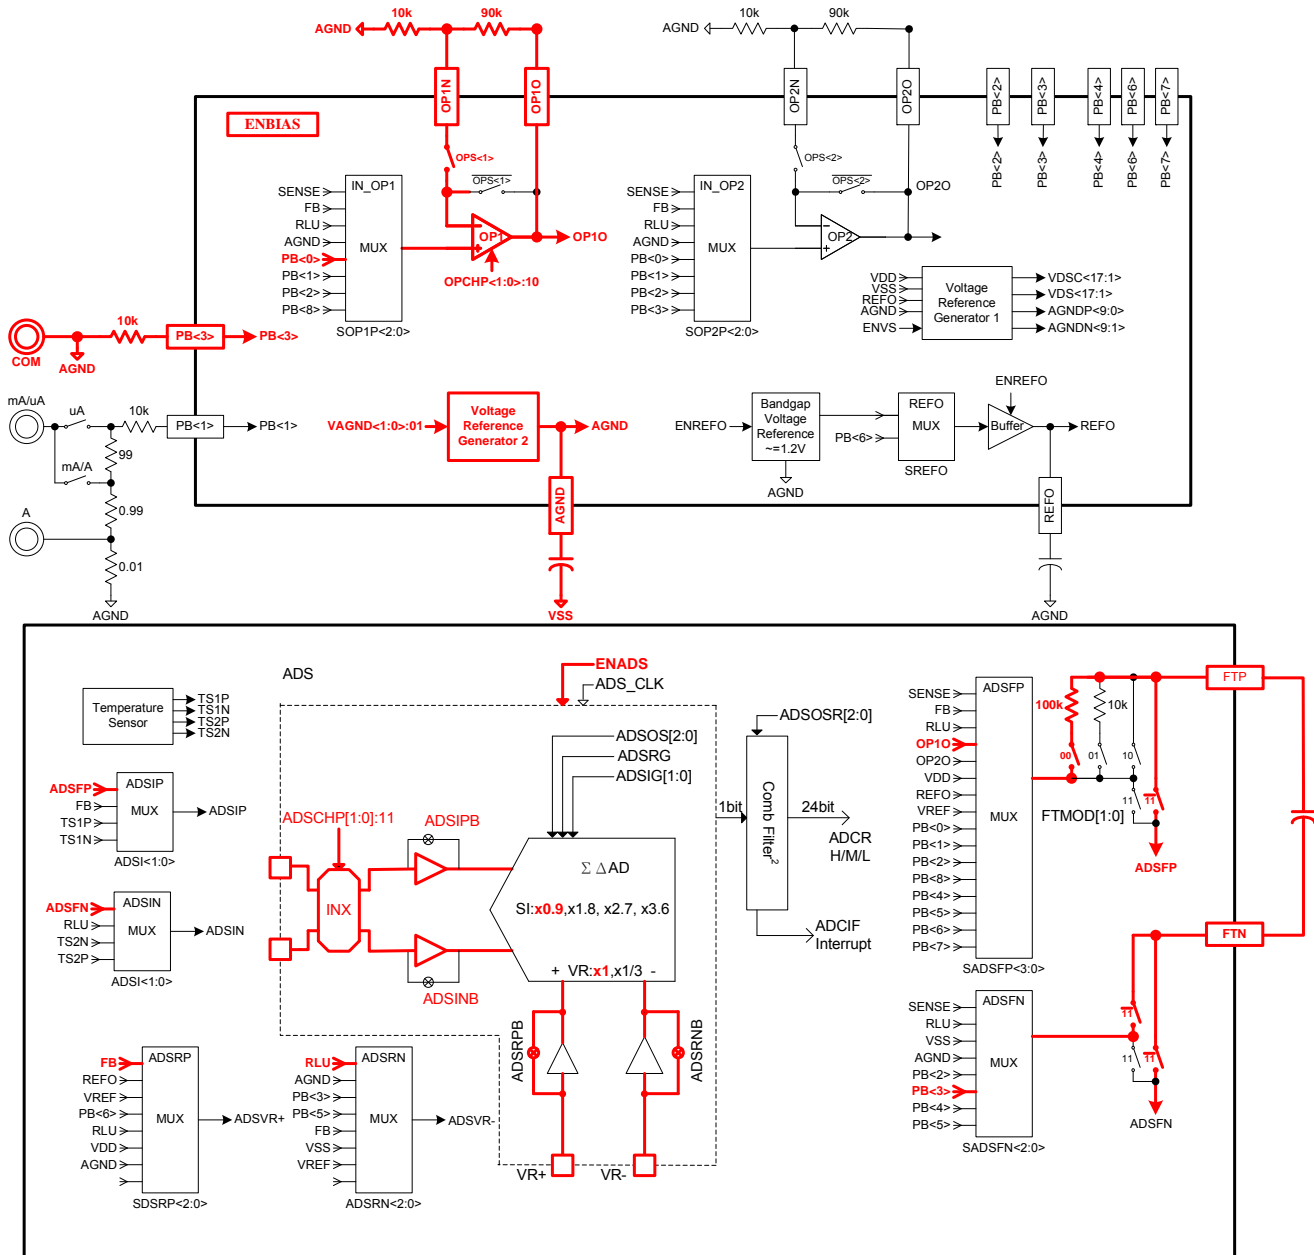 10k
90k
AGND
10k
90k
AGND
OP1N
OP1O
OP2N
OP2O
PB<2>
PB<3>
PB<4>
PB<6>
PB<7>
ENBIAS
PB<2>
PB<3>
PB<4>
PB<6>
PB<7>
OPS<1>
OPS<1>
OPS<2>
OPS<2>
SENSE
FB
RLU
AGND
PB<0>
PB<1>
PB<2>
PB<8>
IN_OP1
MUX
SOP1P<2:0>
OP1
OP1O
OPCHP<1:0>:10
SENSE
FB
RLU
AGND
PB<0>
PB<1>
PB<2>
PB<3>
IN_OP2
MUX
SOP2P<2:0>
OP2
OP2O
VDD
VSS
REFO
AGND
ENVS
Voltage
Reference
Generator 1
VDSC<17:1>
VDS<17:1>
AGNDP<9:0>
AGNDN<9:1>
COM
AGND
10k
PB<3>
PB<3>
mA/uA
uA
10k
PB<1>
PB<1>
99
mA/A
0.99
A
0.01
AGND
VAGND<1:0>:01
Voltage
Reference
Generator 2
AGND
AGND
VSS
ENREFO
Bandgap
Voltage
Reference
~=1.2V
AGND
PB<6>
REFO
MUX
SREFO
ENREFO
Buffer
REFO
REFO
AGND
ADS
ENADS
ADS_CLK
Temperature
Sensor
TS1P
TS1N
TS2P
TS2N
ADSOS[2:0]
ADSRG
ADSIG[1:0]
ADSFP
FB
TS1P
TS1N
ADSIP
MUX
ADSI<1:0>
ADSIP
ADSCHP[1:0]:11
INX
ADSIPB
ADSINB
Σ ΔAD
SI:x0.9,x1.8, x2.7, x3.6
+ VR:x1,x1/3 -
ADSFN
RLU
TS2N
TS2P
ADSIN
MUX
ADSI<1:0>
ADSIN
ADSOSR[2:0]
1bit
Comb Filter2
24bit
ADCR
H/M/L
ADCIF
Interrupt
ADSRPB
ADSRNB
VR+
VR-
FB
REFO
VREF
PB<6>
RLU
VDD
AGND
ADSRP
MUX
SDSRP<2:0>
ADSVR+
RLU
AGND
PB<3>
PB<5>
FB
VSS
VREF
ADSRN
MUX
ADSRN<2:0>
ADSVR-
SENSE
FB
RLU
OP1O
OP2O
VDD
REFO
VREF
PB<0>
PB<1>
PB<2>
PB<8>
PB<4>
PB<5>
PB<6>
PB<7>
ADSFP
MUX
SADSFP<3:0>
100k
10k
00
01
10
11
11
FTMOD[1:0]
ADSFP
FTP
FTN
SENSE
RLU
VSS
AGND
PB<2>
PB<3>
PB<4>
PB<5>
ADSFN
MUX
SADSFN<2:0>
11
11
11
ADSFN